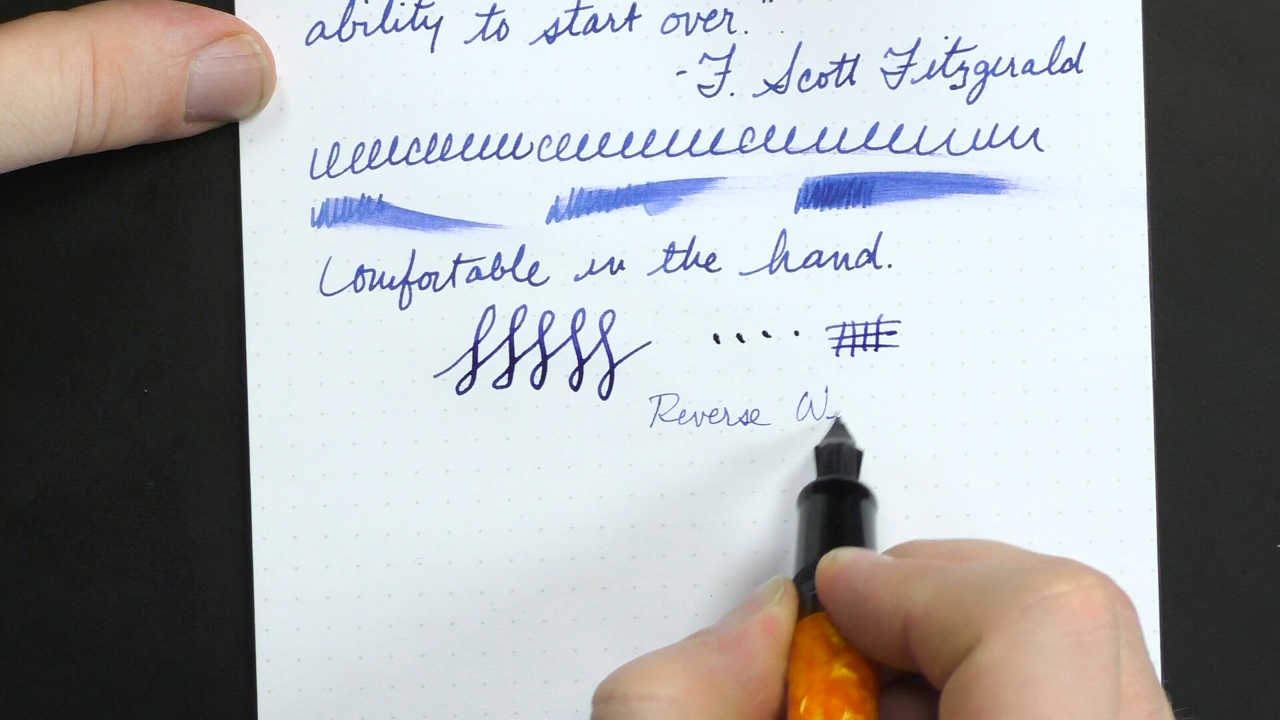 ability to start over."
-F. Scott Fitzgerald
Comfortable in the hand.
Reverse W